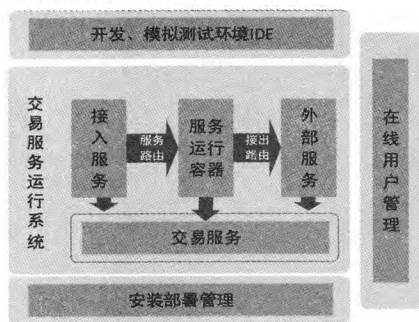 开发、模拟测试环境IDE
交易服务运行系统
接入服务
服务路由
服务运行容器
接出路由
外部服务
交易服务
在线用户管理
安装部署管理